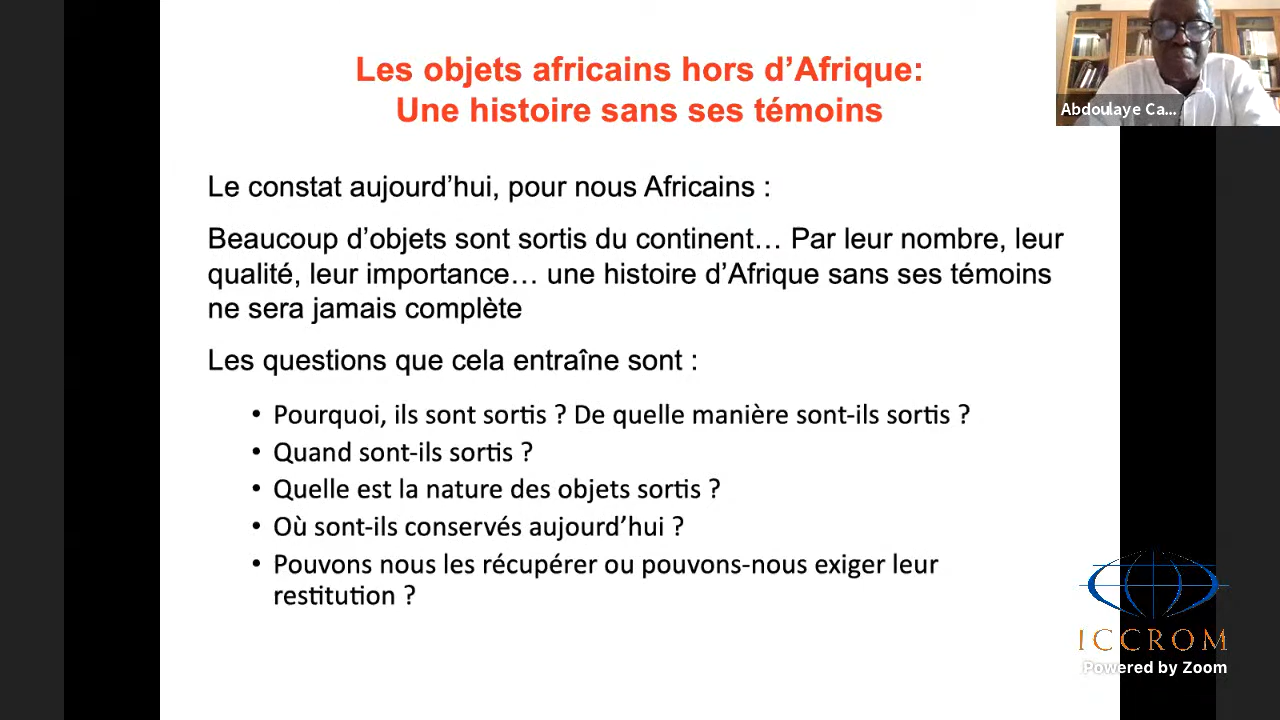 Les objets africains hors d’Afrique:
Une histoire sans ses témoins
Abdoulaye Ca...
Le constat aujourd’hui, pour nous Africains :
Beaucoup d’objets sont sortis du continent… Par leur nombre, leur
qualité, leur importance… une histoire d’Afrique sans ses témoins
ne sera jamais complète
Les questions que cela entraîne sont :
• Pourquoi, ils sont sortis ? De quelle manière sont-ils sortis ?
• Quand sont-ils sortis ?
• Quelle est la nature des objets sortis ?
• Où sont-ils conservés aujourd’hui ?
• Pouvons nous les récupérer ou pouvons-nous exiger leur
restitution ?
ICCROM
Powered by Zoom